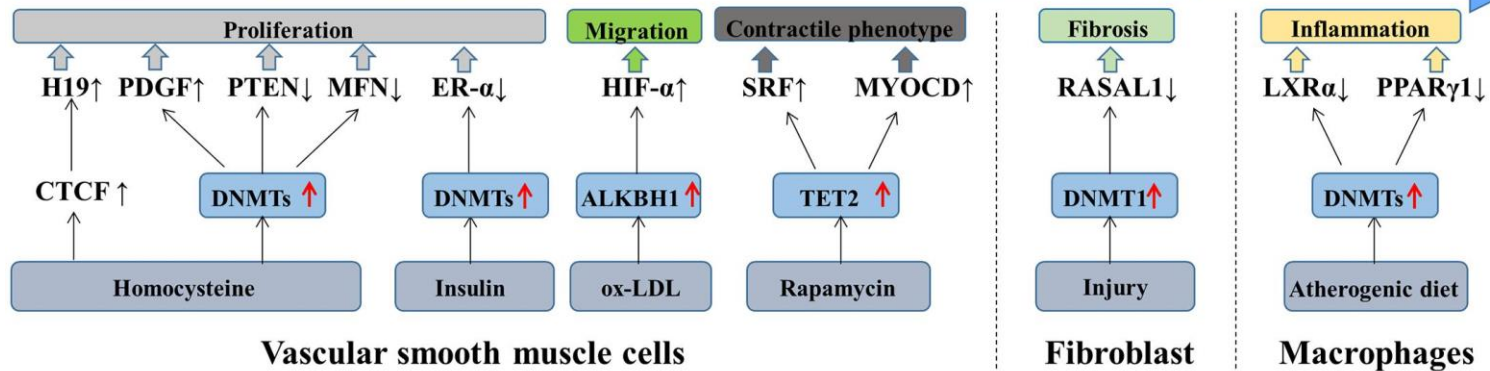 Proliferation Migration Contractile phenotype Fibrosis Inflammation
H19↑ PDGF↑ PTEN↓ MFN↓ ER-α↓ HIF-α↑ SRF↑ MYOCD↑ RASAL1↓ LXRα↓ PPARγ1↓
CTCF↑ DNMTs↑ DNMTs↑ ALKBH1↑ TET2↑ DNMT1↑ DNMTs↑
Homocysteine Insulin ox-LDL Rapamycin Injury Atherogenic diet
Vascular smooth muscle cells Fibroblast Macrophages